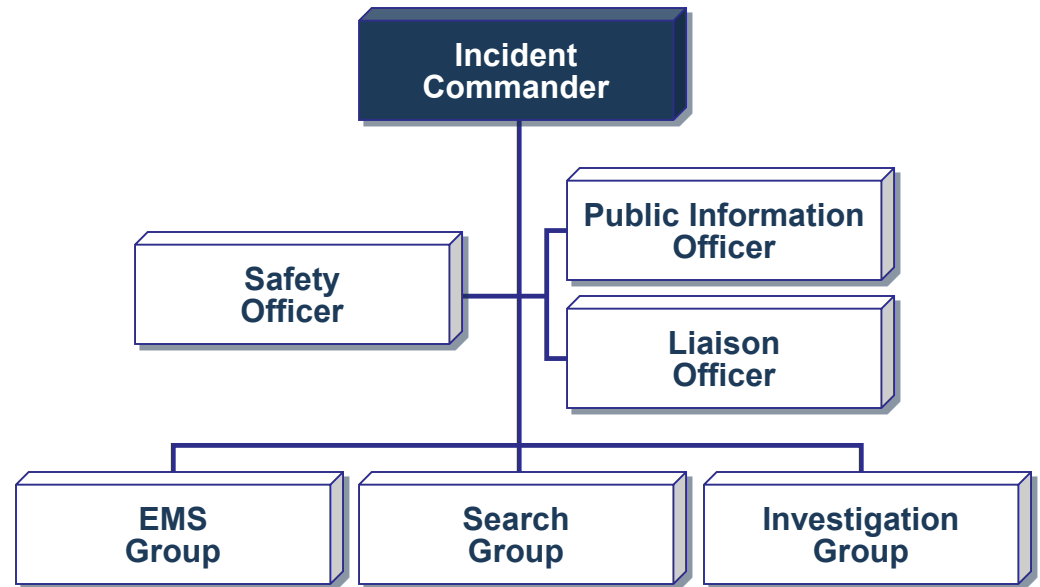 Incident
Commander
Public Information
Officer
Safety
Officer
Liaison
Officer
EMS
Group
Search
Group
Investigation
Group